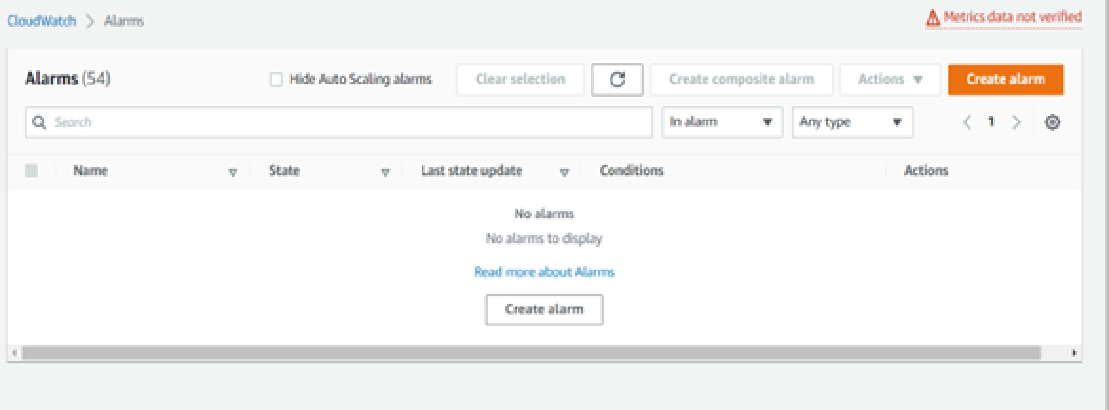 CloudWatch > Alarms
Metrics data not verified
Alarms (54) Hide Auto Scaling alarms Clear selection Create composite alarm Actions Create alarm
Search In alarm Any type < 1 >
Name State Last state update Conditions Actions
No alarms
No alarms to display
Read more about Alarms
Create alarm